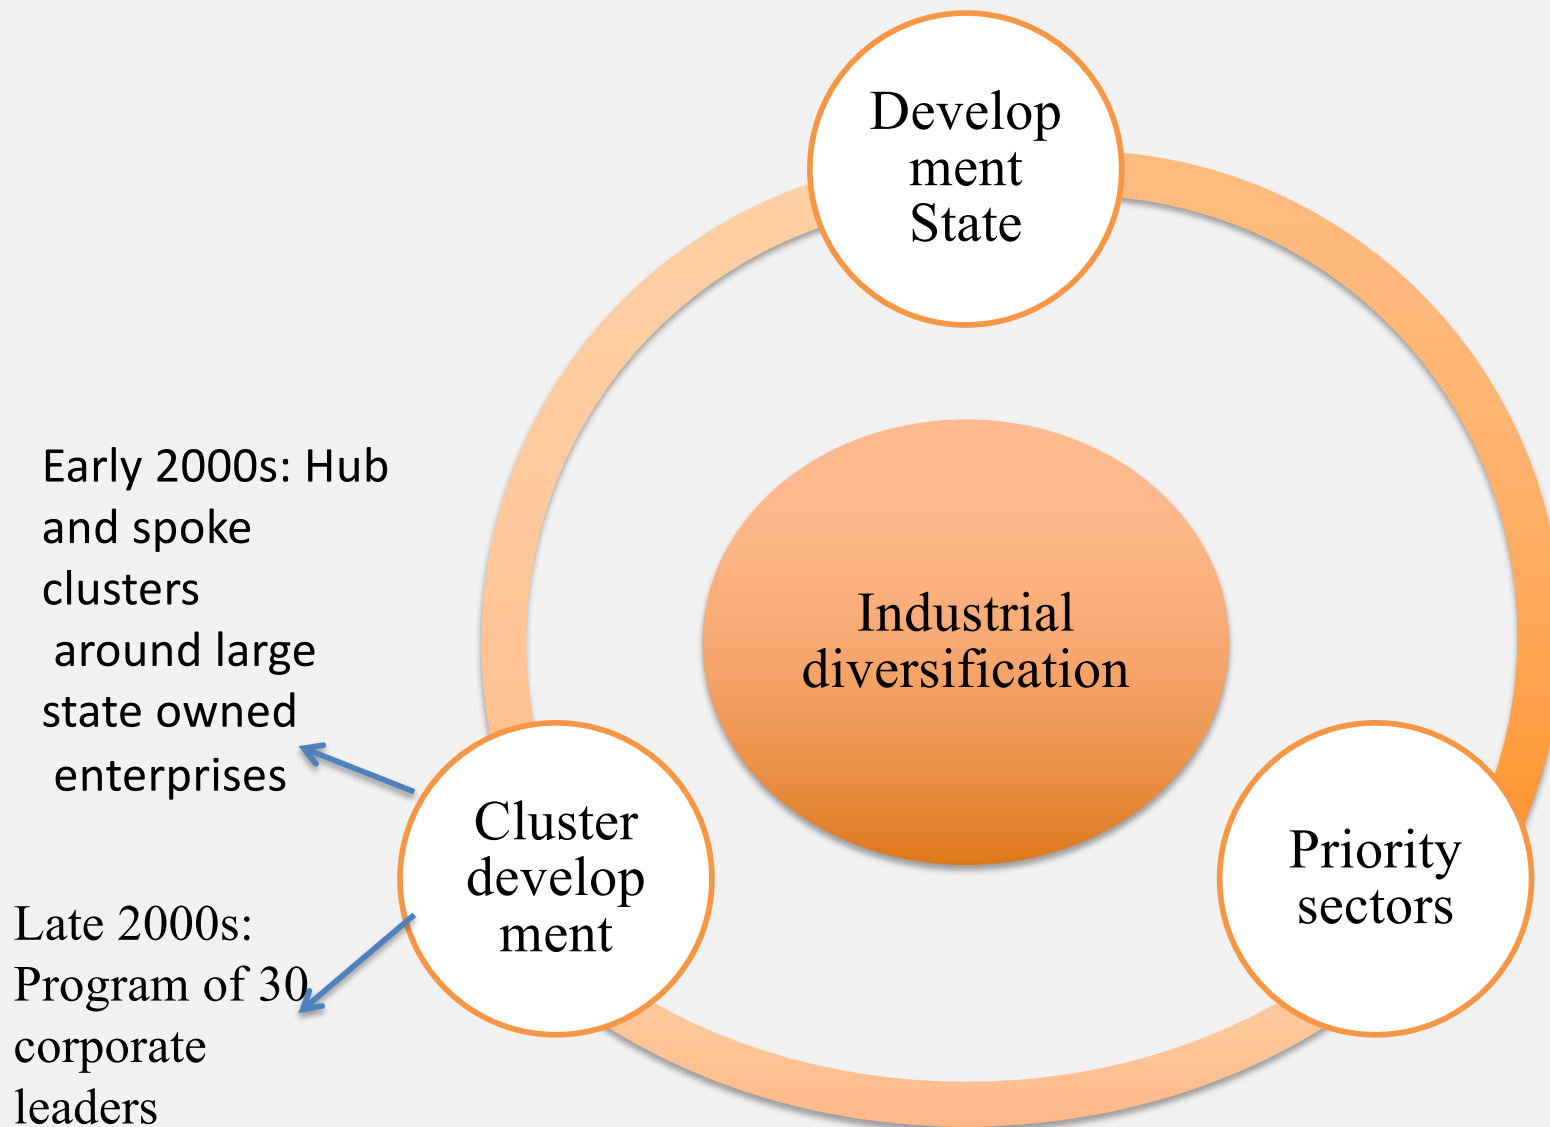 Develop
ment
State
Early 2000s: Hub
and spoke
clusters
around large
state owned
enterprises
Industrial
diversification
Cluster
develop
ment
Priority
sectors
Late 2000s:
Program of 30
corporate
leaders